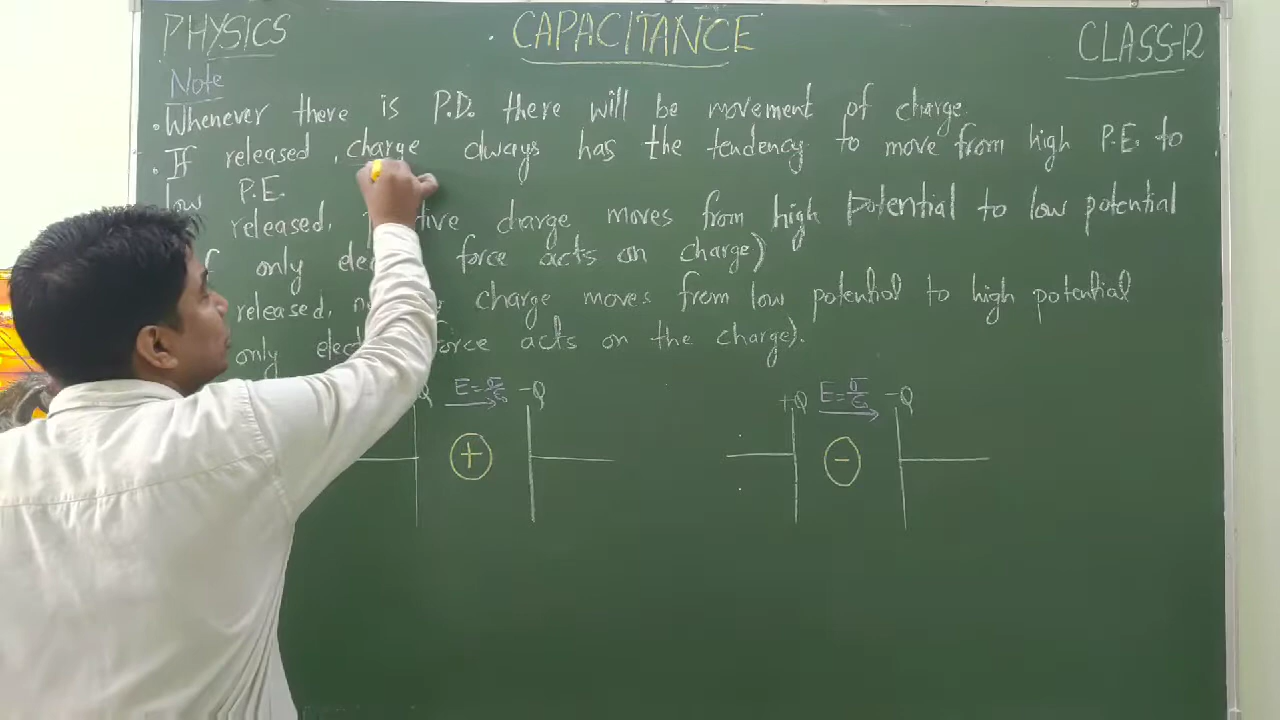 PHYSICS CAPACITANCE CLASS-12
Note
• Whenever there is P.D. there will be movement of charge.
• If released, charge always has the tendency to move from high P.E. to
low P.E.
released, charge moves from high potential to low potential
only force acts on charge)
released, charge moves from low potential to high potential
only force acts on the charge).
Q E=σ/ε₀ -Q +Q E=σ/ε₀ -Q
+ -